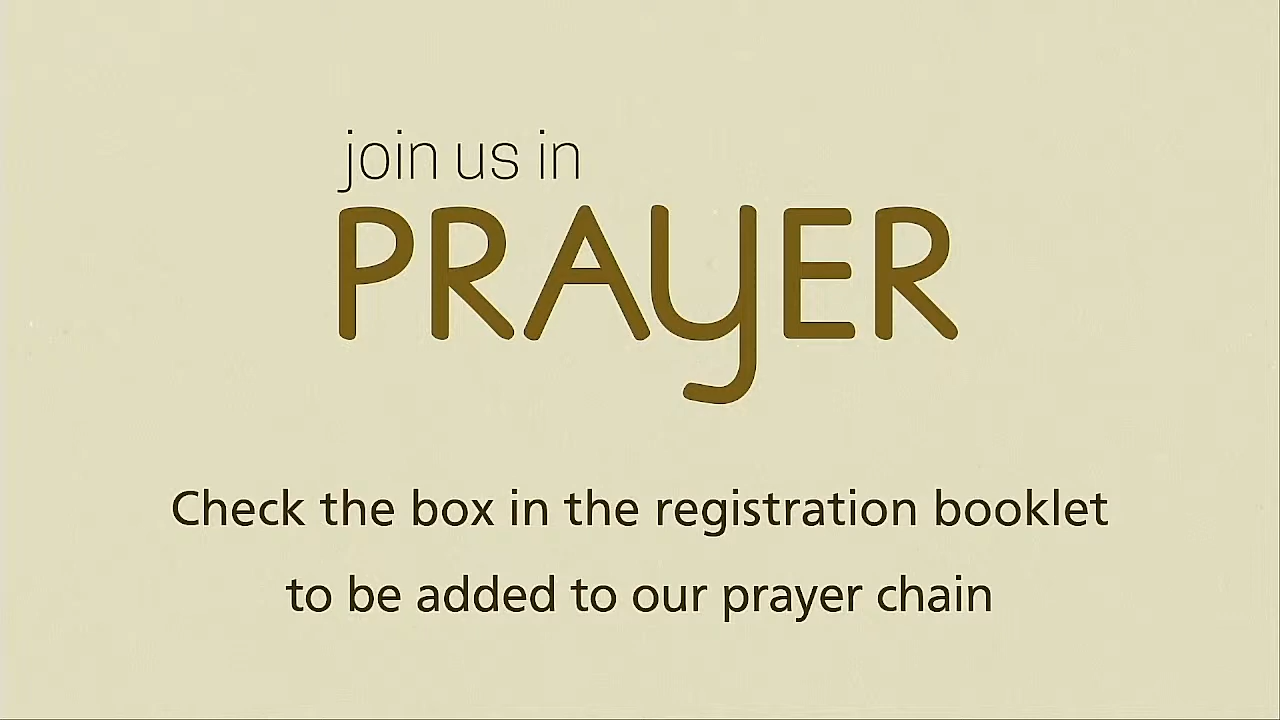 join us in
PRAyER
Check the box in the registration booklet
to be added to our prayer chain